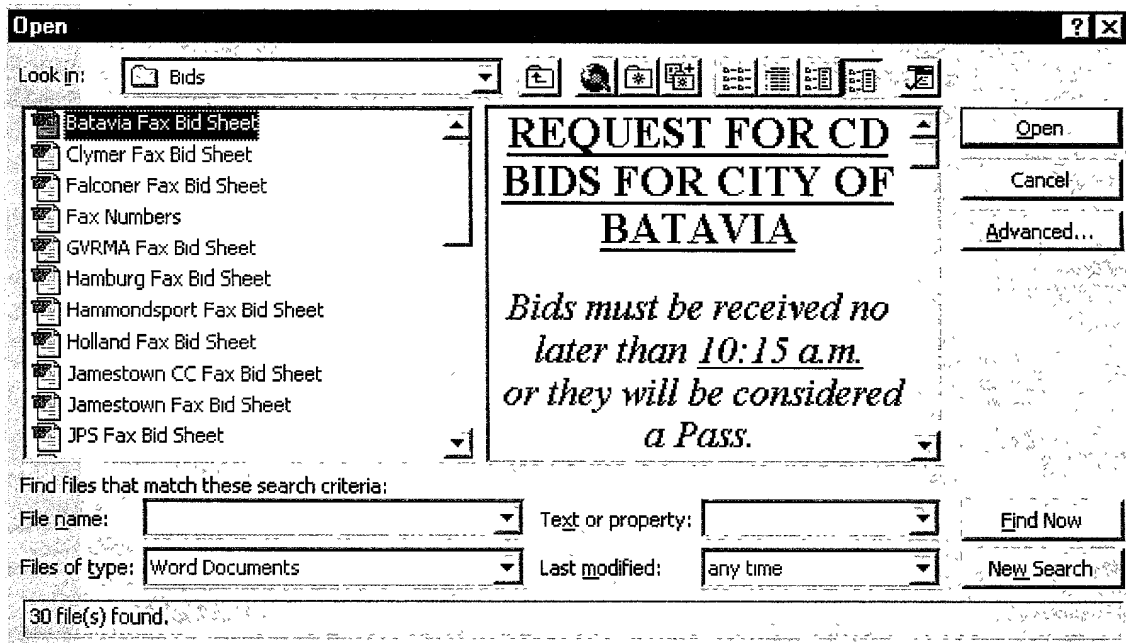 Open
Look in: Bids
Batavia Fax Bid Sheet
Clymer Fax Bid Sheet
Falconer Fax Bid Sheet
Fax Numbers
GVRMA Fax Bid Sheet
Hamburg Fax Bid Sheet
Hammondsport Fax Bid Sheet
Holland Fax Bid Sheet
Jamestown CC Fax Bid Sheet
Jamestown Fax Bid Sheet
JPS Fax Bid Sheet
REQUEST FOR CD
BIDS FOR CITY OF
BATAVIA
Bids must be received no
later than 10:15 a.m.
or they will be considered
a Pass.
Open
Cancel
Advanced...
Find files that match these search criteria:
File name: Text or property: Find Now
Files of type: Word Documents Last modified: any time New Search
30 file(s) found.